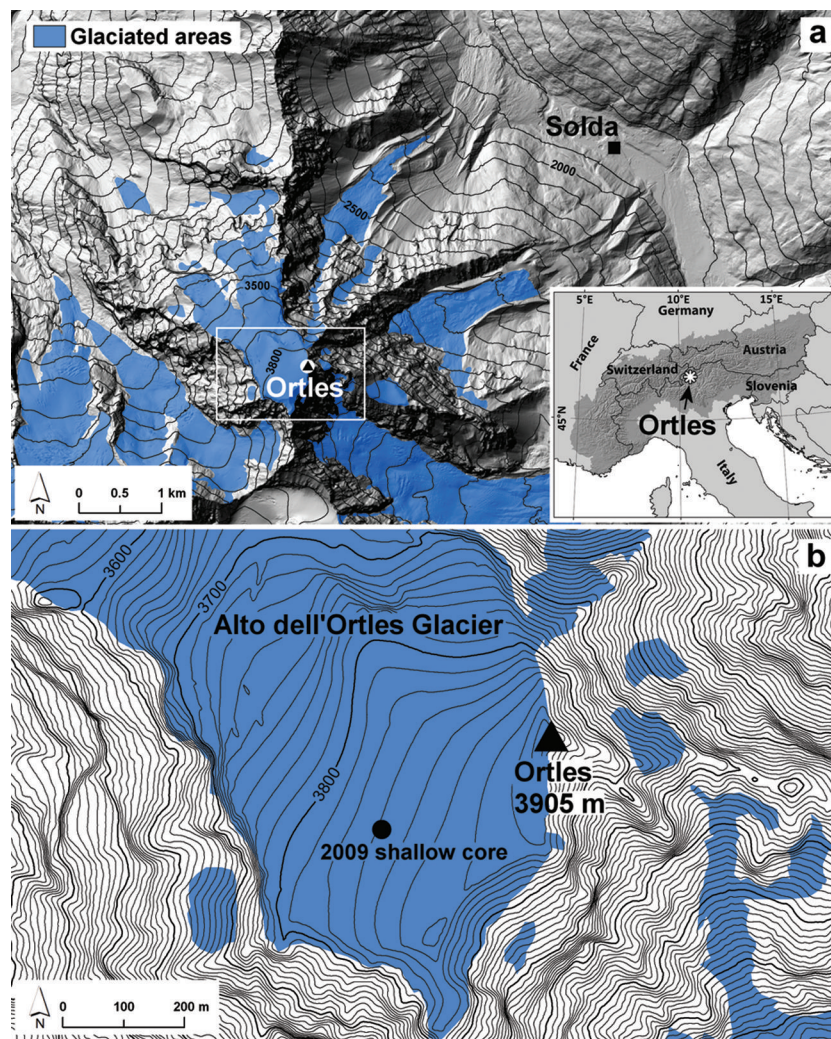 Glaciated areas
a
Solda
2000
2500
3500
3800
Ortles
N
0 0.5 1 km
5°E 10°E 15°E
Germany
France
Austria
Switzerland
Slovenia
Ortles
45°N
Italy
b
3600
3700
Alto dell'Ortles Glacier
3800
Ortles
3905 m
2009 shallow core
N
0 100 200 m